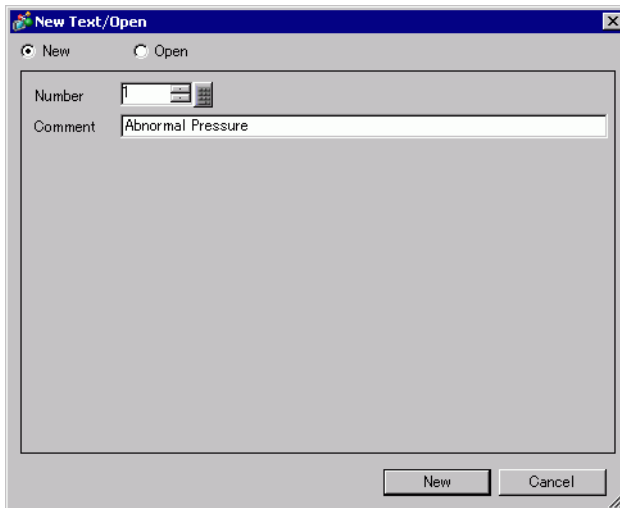 New Text/Open
New Open
Number 1
Comment Abnormal Pressure
New Cancel